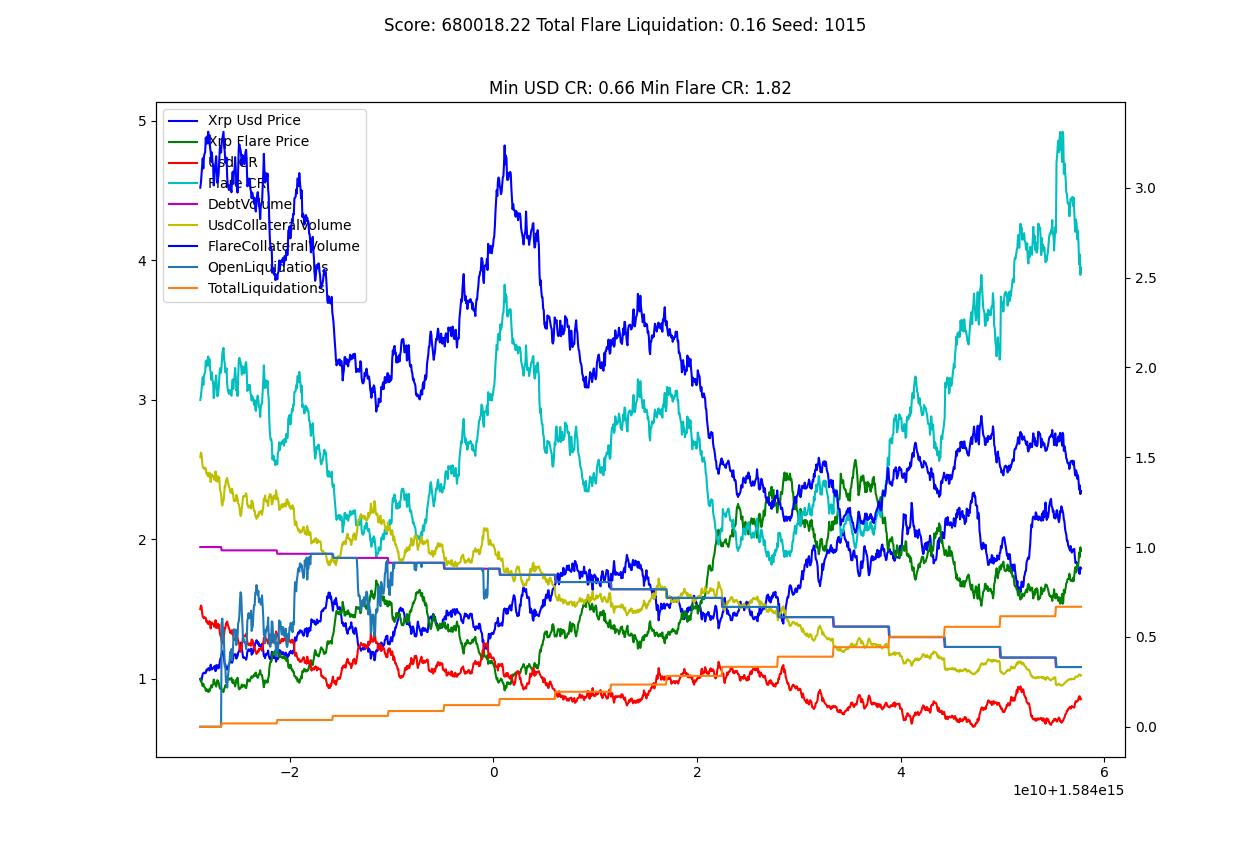 Score: 680018.22 Total Flare Liquidation: 0.16 Seed: 1015
Min USD CR: 0.66 Min Flare CR: 1.82
Xrp Usd Price
Xrp Flare Price
Usd CR
Flare CR
DebtVolume
UsdCollateralVolume
FlareCollateralVolume
OpenLiquidations
TotalLiquidations
5
4
3
2
1
3.0
2.5
2.0
1.5
1.0
0.5
0.0
−2
0
2
4
6
1e10+1.584e15